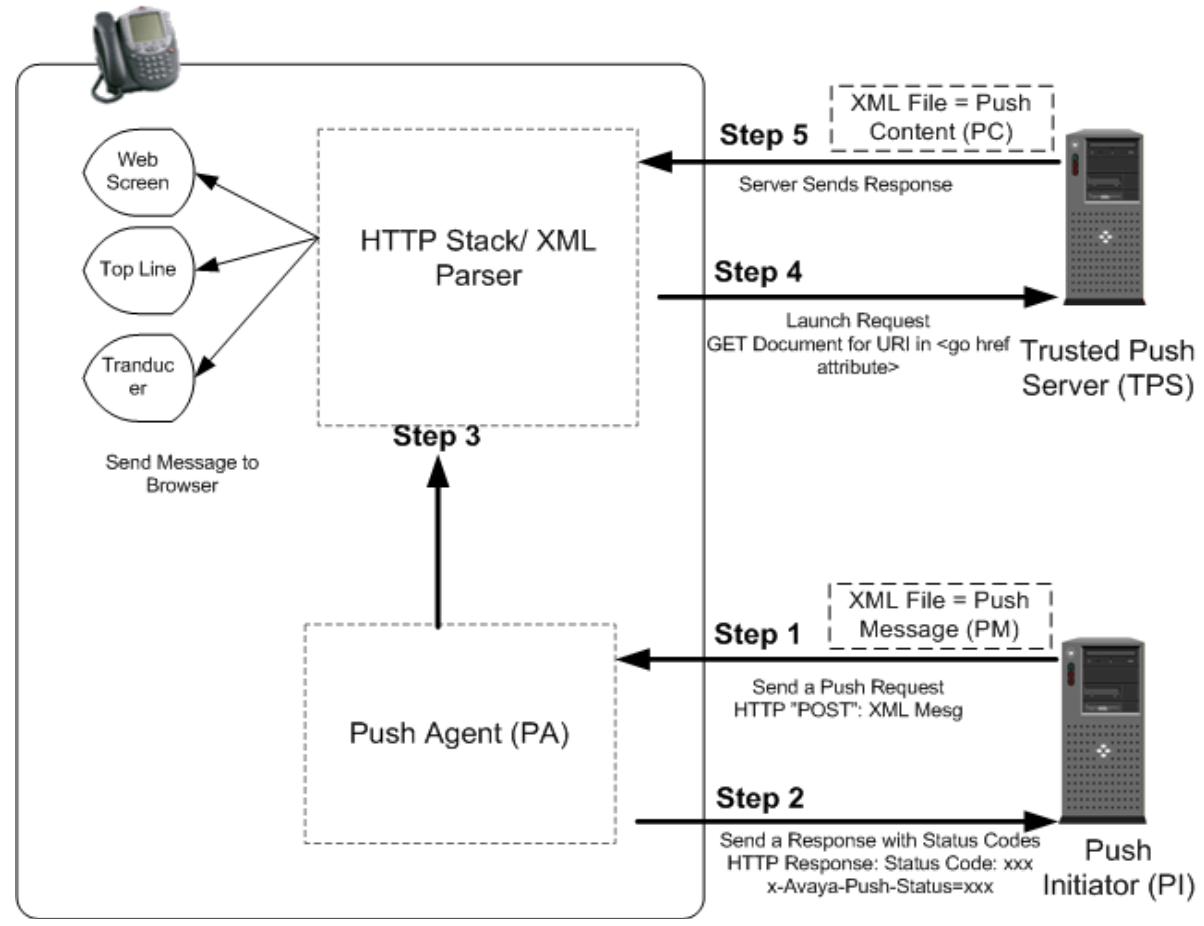 XML File = Push
Content (PC)
Step 5
Server Sends Response
Web
Screen
Top Line
Tranduc
er
Send Message to
Browser
HTTP Stack/ XML
Parser
Step 4
Launch Request
GET Document for URI in <go href
attribute>
Trusted Push
Server (TPS)
Step 3
XML File = Push
Message (PM)
Step 1
Send a Push Request
HTTP "POST": XML Mesg
Push Agent (PA)
Step 2
Send a Response with Status Codes
HTTP Response: Status Code: xxx
x-Avaya-Push-Status=xxx
Push
Initiator (PI)